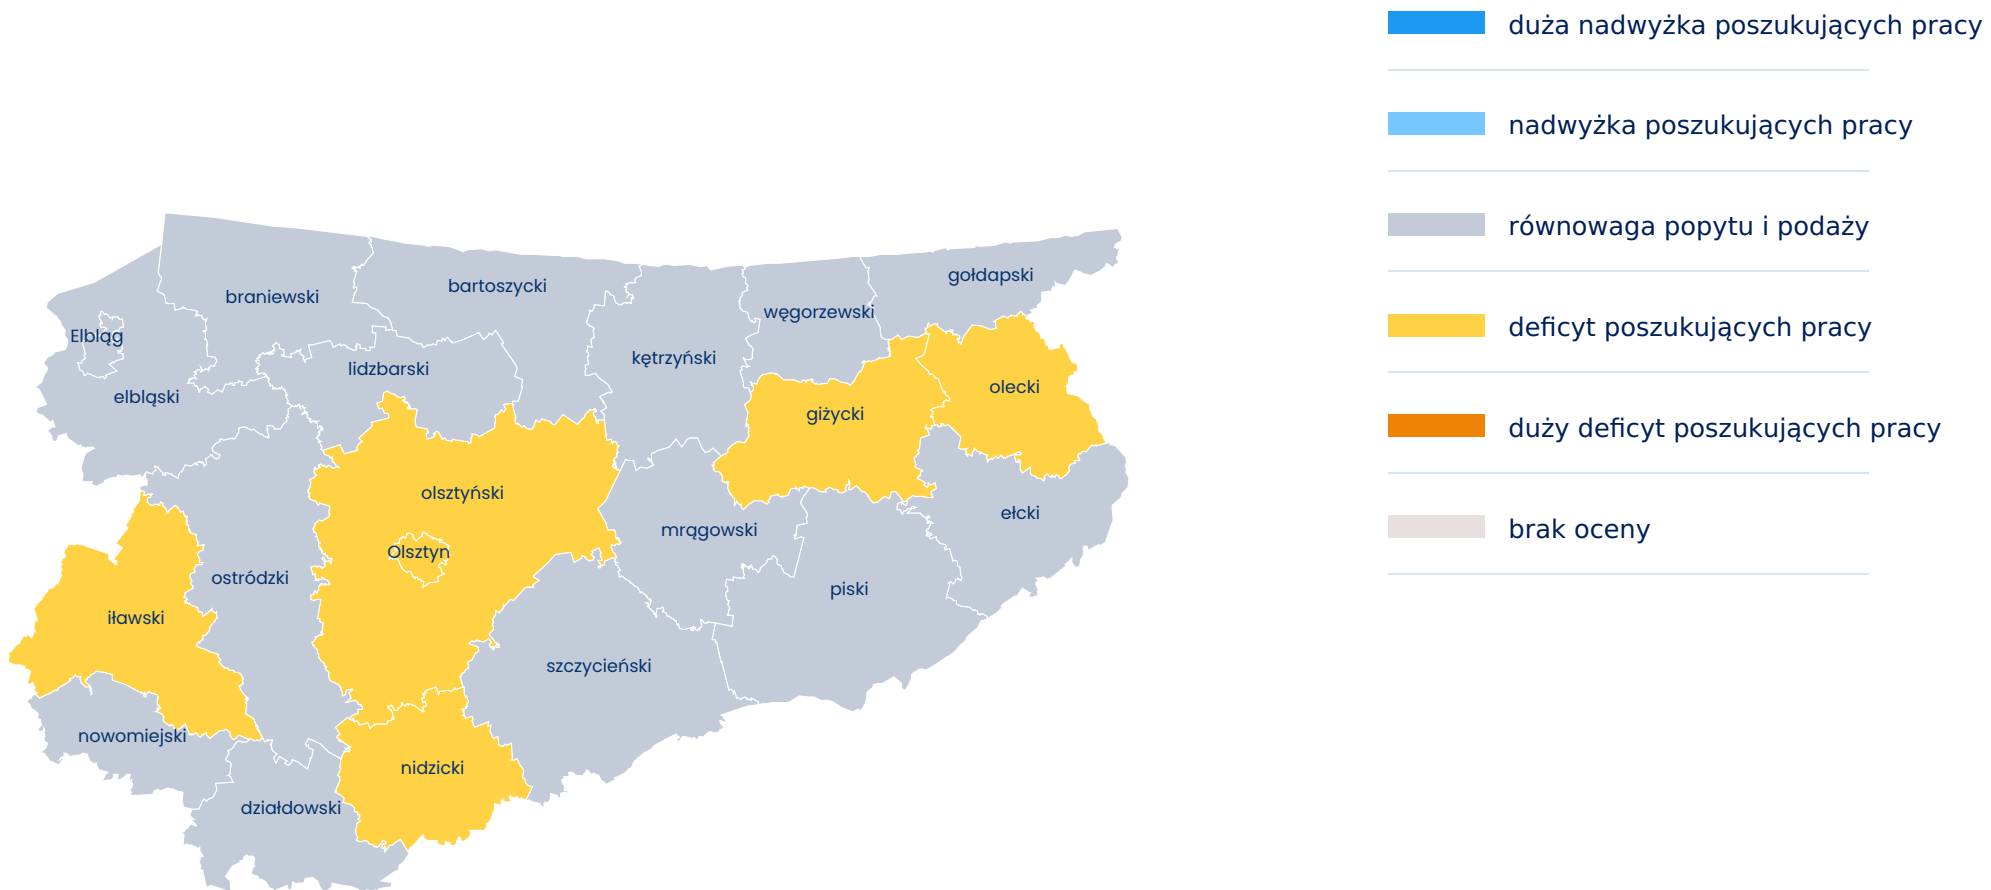 duża nadwyżka poszukujących pracy
nadwyżka poszukujących pracy
równowaga popytu i podaży
deficyt poszukujących pracy
duży deficyt poszukujących pracy
brak oceny
gołdapski
bartoszycki
braniewski
węgorzewski
Elbląg
kętrzyński
lidzbarski
olecki
elbląski
giżycki
olsztyński
ełcki
mrągowski
Olsztyn
ostródzki
piski
iławski
szczycieński
nowomiejski
nidzicki
działdowski